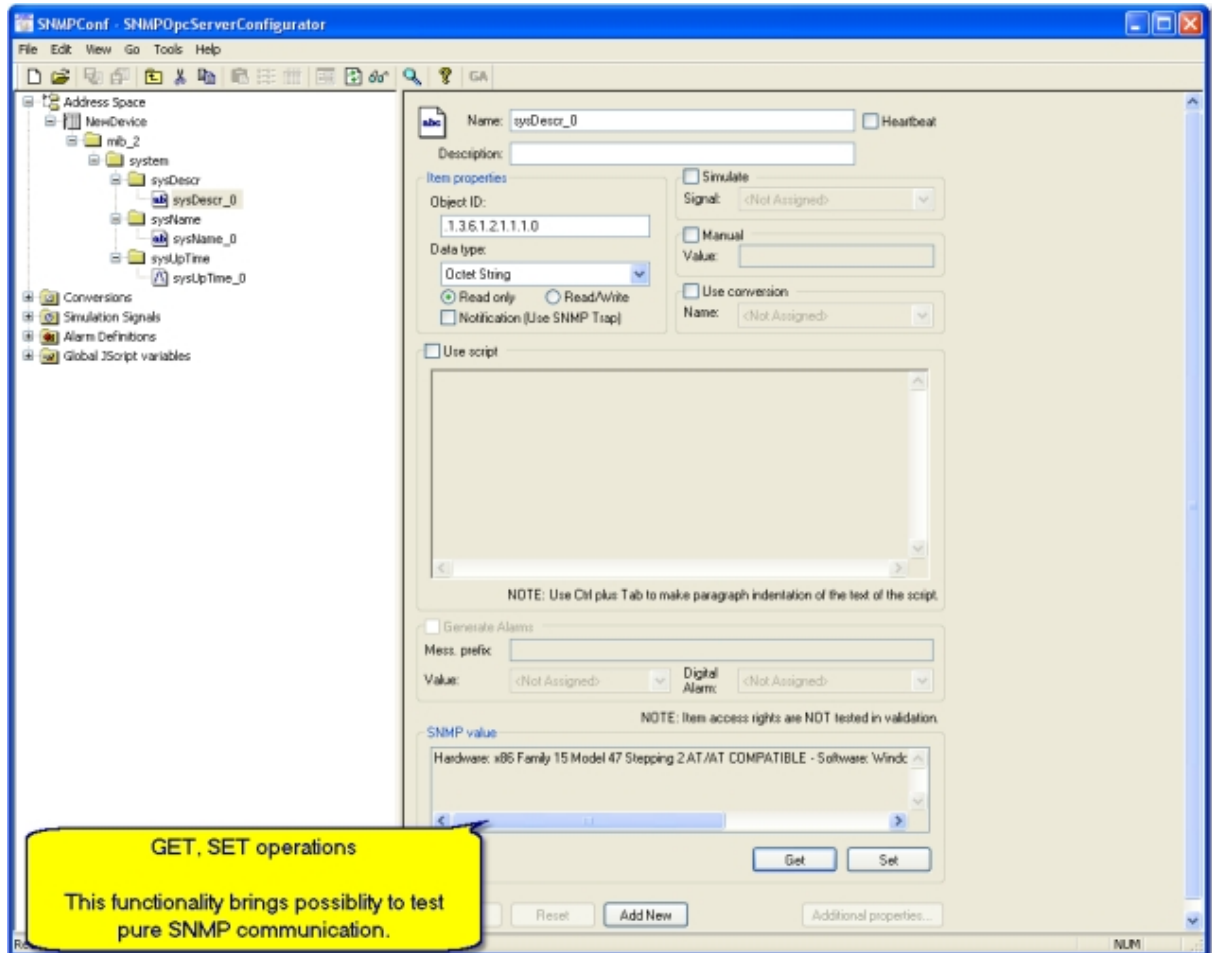 SNMPConf - SNMPOpcServerConfigurator
File Edit View Go Tools Help
GA
Address Space
NewDevice
mib_2
system
sysDescr
sysDescr_0
sysName
sysName_0
sysUpTime
sysUpTime_0
Conversions
Simulation Signals
Alarm Definitions
Global JScript variables
abc Name: sysDescr_0 Heartbeat
Description:
Item properties
Object ID:
.1.3.6.1.2.1.1.1.0
Data type:
Octet String
Read only Read/Write
Notification (Use SNMP Trap)
Simulate
Signal: <Not Assigned>
Manual
Value:
Use conversion
Name: <Not Assigned>
Use script
NOTE: Use Ctrl plus Tab to make paragraph indentation of the text of the script.
Generate Alarms
Mess. prefix:
Value: <Not Assigned> Digital Alarm: <Not Assigned>
NOTE: Item access rights are NOT tested in validation.
SNMP value
Hardware: x86 Family 15 Model 47 Stepping 2 AT/AT COMPATIBLE - Software: Windo
Get Set
Reset Add New Additional properties...
GET, SET operations
This functionality brings possiblity to test
pure SNMP communication.
NUM